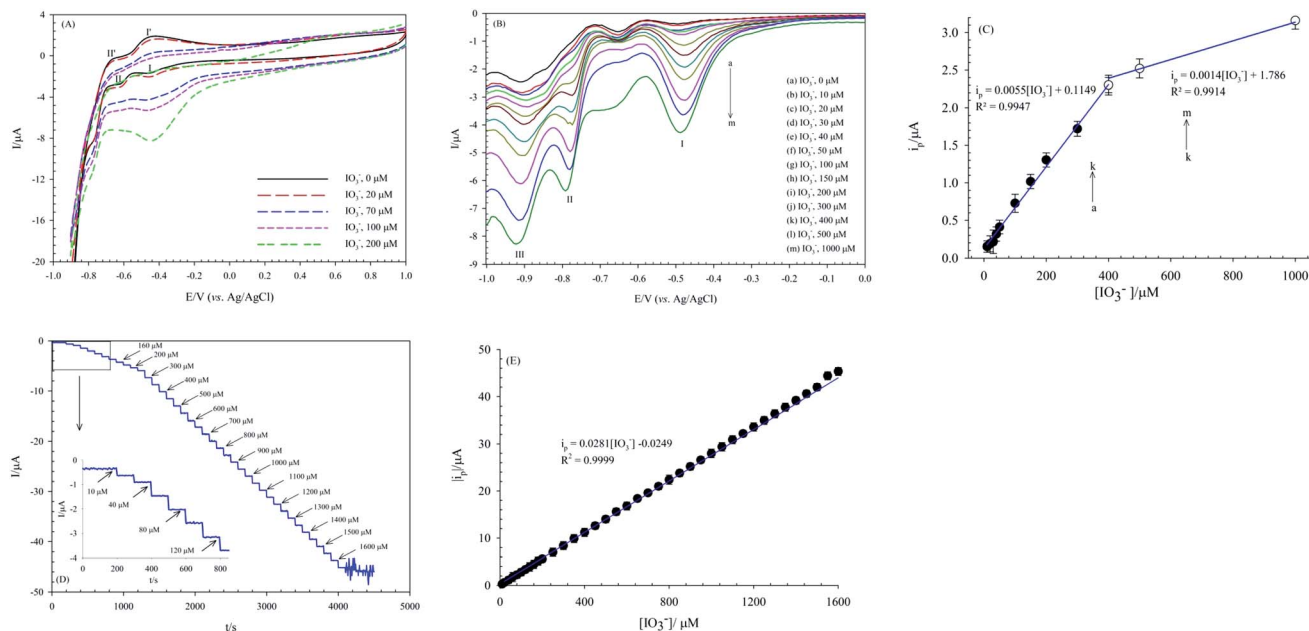 (A)
I/μA
4
0
-4
-8
-12
-16
-20
II'
I'
II
I
IO₃⁻, 0 μM
IO₃⁻, 20 μM
IO₃⁻, 70 μM
IO₃⁻, 100 μM
IO₃⁻, 200 μM
-1.0 -0.8 -0.6 -0.4 -0.2 0.0 0.2 0.4 0.6 0.8 1.0
E/V (vs. Ag/AgCl)
(B)
I/μA
0
-1
-2
-3
-4
-5
-6
-7
-8
-9
a
m
I
II
III
(a) IO₃⁻, 0 μM
(b) IO₃⁻, 10 μM
(c) IO₃⁻, 20 μM
(d) IO₃⁻, 30 μM
(e) IO₃⁻, 40 μM
(f) IO₃⁻, 50 μM
(g) IO₃⁻, 100 μM
(h) IO₃⁻, 150 μM
(i) IO₃⁻, 200 μM
(j) IO₃⁻, 300 μM
(k) IO₃⁻, 400 μM
(l) IO₃⁻, 500 μM
(m) IO₃⁻, 1000 μM
-1.0 -0.9 -0.8 -0.7 -0.6 -0.5 -0.4 -0.3 -0.2 -0.1 0.0
E/V (vs. Ag/AgCl)
(C)
iₚ/μA
3.0
2.5
2.0
1.5
1.0
0.5
0.0
iₚ = 0.0055[IO₃⁻] + 0.1149
R² = 0.9947
iₚ = 0.0014[IO₃⁻] + 1.786
R² = 0.9914
m
k
k
a
0 200 400 600 800 1000
[IO₃⁻]/μM
I/μA
0
-10
-20
-30
-40
-50
160 μM
200 μM
300 μM
400 μM
500 μM
600 μM
700 μM
800 μM
900 μM
1000 μM
1100 μM
1200 μM
1300 μM
1400 μM
1500 μM
1600 μM
I/μA
0
-1
-2
-3
-4
10 μM
40 μM
80 μM
120 μM
0 200 400 600 800
t/s
(D)
0 1000 2000 3000 4000 5000
t/s
(E)
|iₚ|/μA
50
40
30
20
10
0
iₚ = 0.0281[IO₃⁻] -0.0249
R² = 0.9999
0 400 800 1200 1600
[IO₃⁻]/ μM